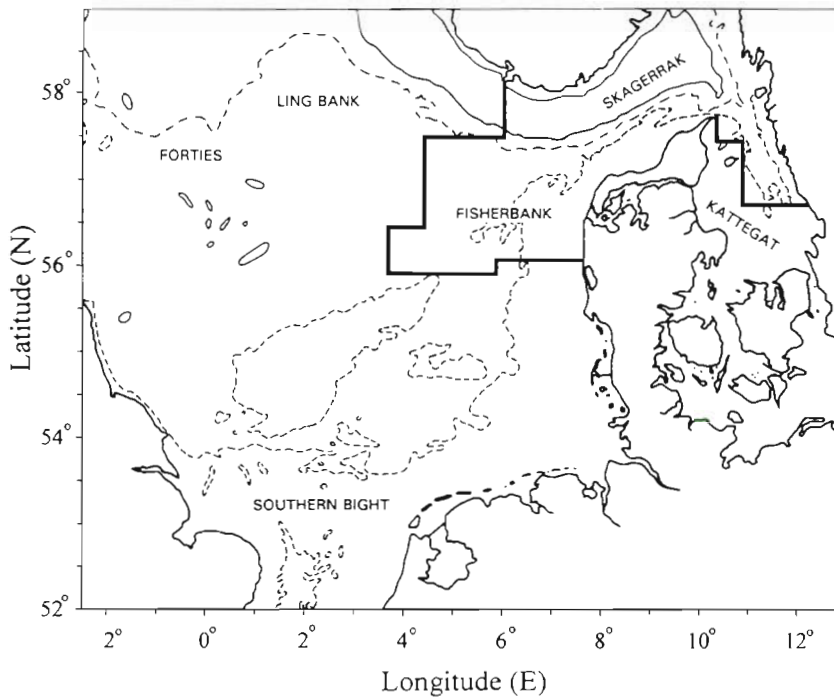 58°
56°
54°
52°
Latitude (N)
LING BANK
FORTIES
SKAGERRAK
FISHERBANK
KATTEGAT
SOUTHERN BIGHT
2° 0° 4° 6° 8° 10° 12°
Longitude (E)